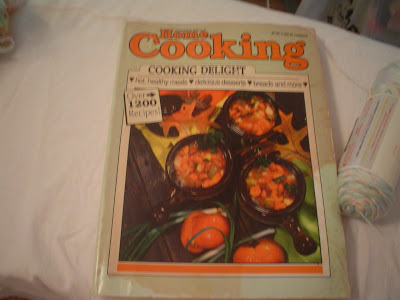 Home
Cooking
COOKING DELIGHT
♥ hot, healthy meals ♥ delicious desserts ♥ breads and more ♥
Over
1200
Recipes!